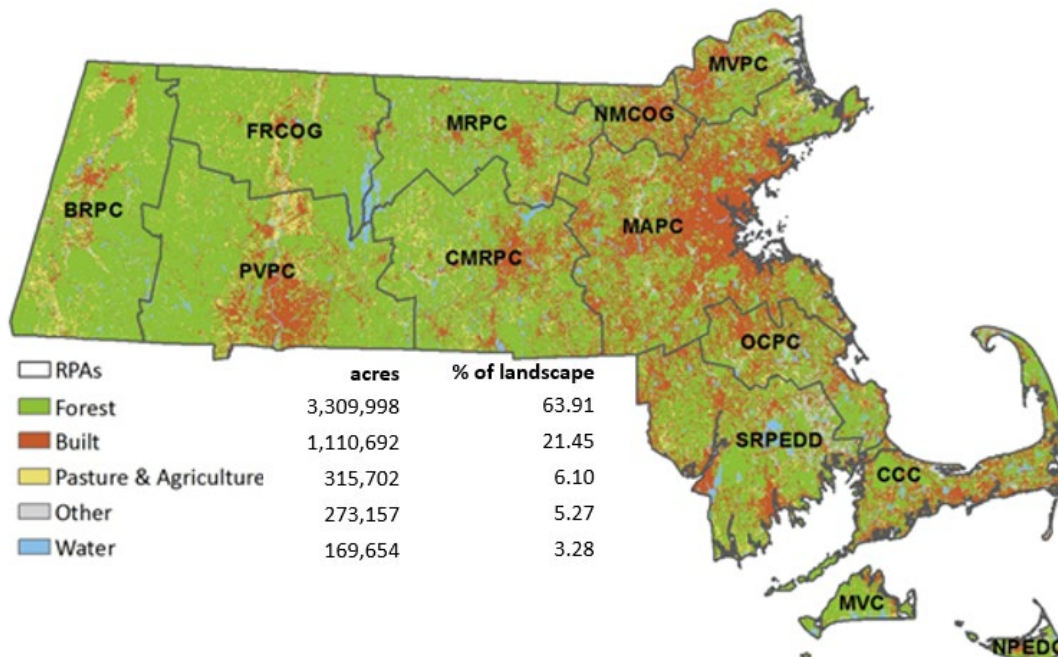 MVPC
NMCOG
MRPC
FRCOG
BRPC
MAPC
CMRPC
PVPC
OCPC
SRPEDD
CCC
MVC
NPEDC
RPAs acres % of landscape
Forest 3,309,998 63.91
Built 1,110,692 21.45
Pasture & Agriculture 315,702 6.10
Other 273,157 5.27
Water 169,654 3.28